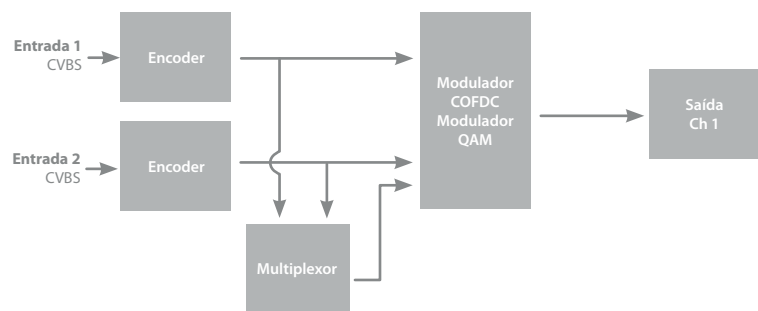 Entrada 1
CVBS
Encoder
Entrada 2
CVBS
Encoder
Multiplexor
Modulador
COFDC
Modulador
QAM
Saída
Ch 1